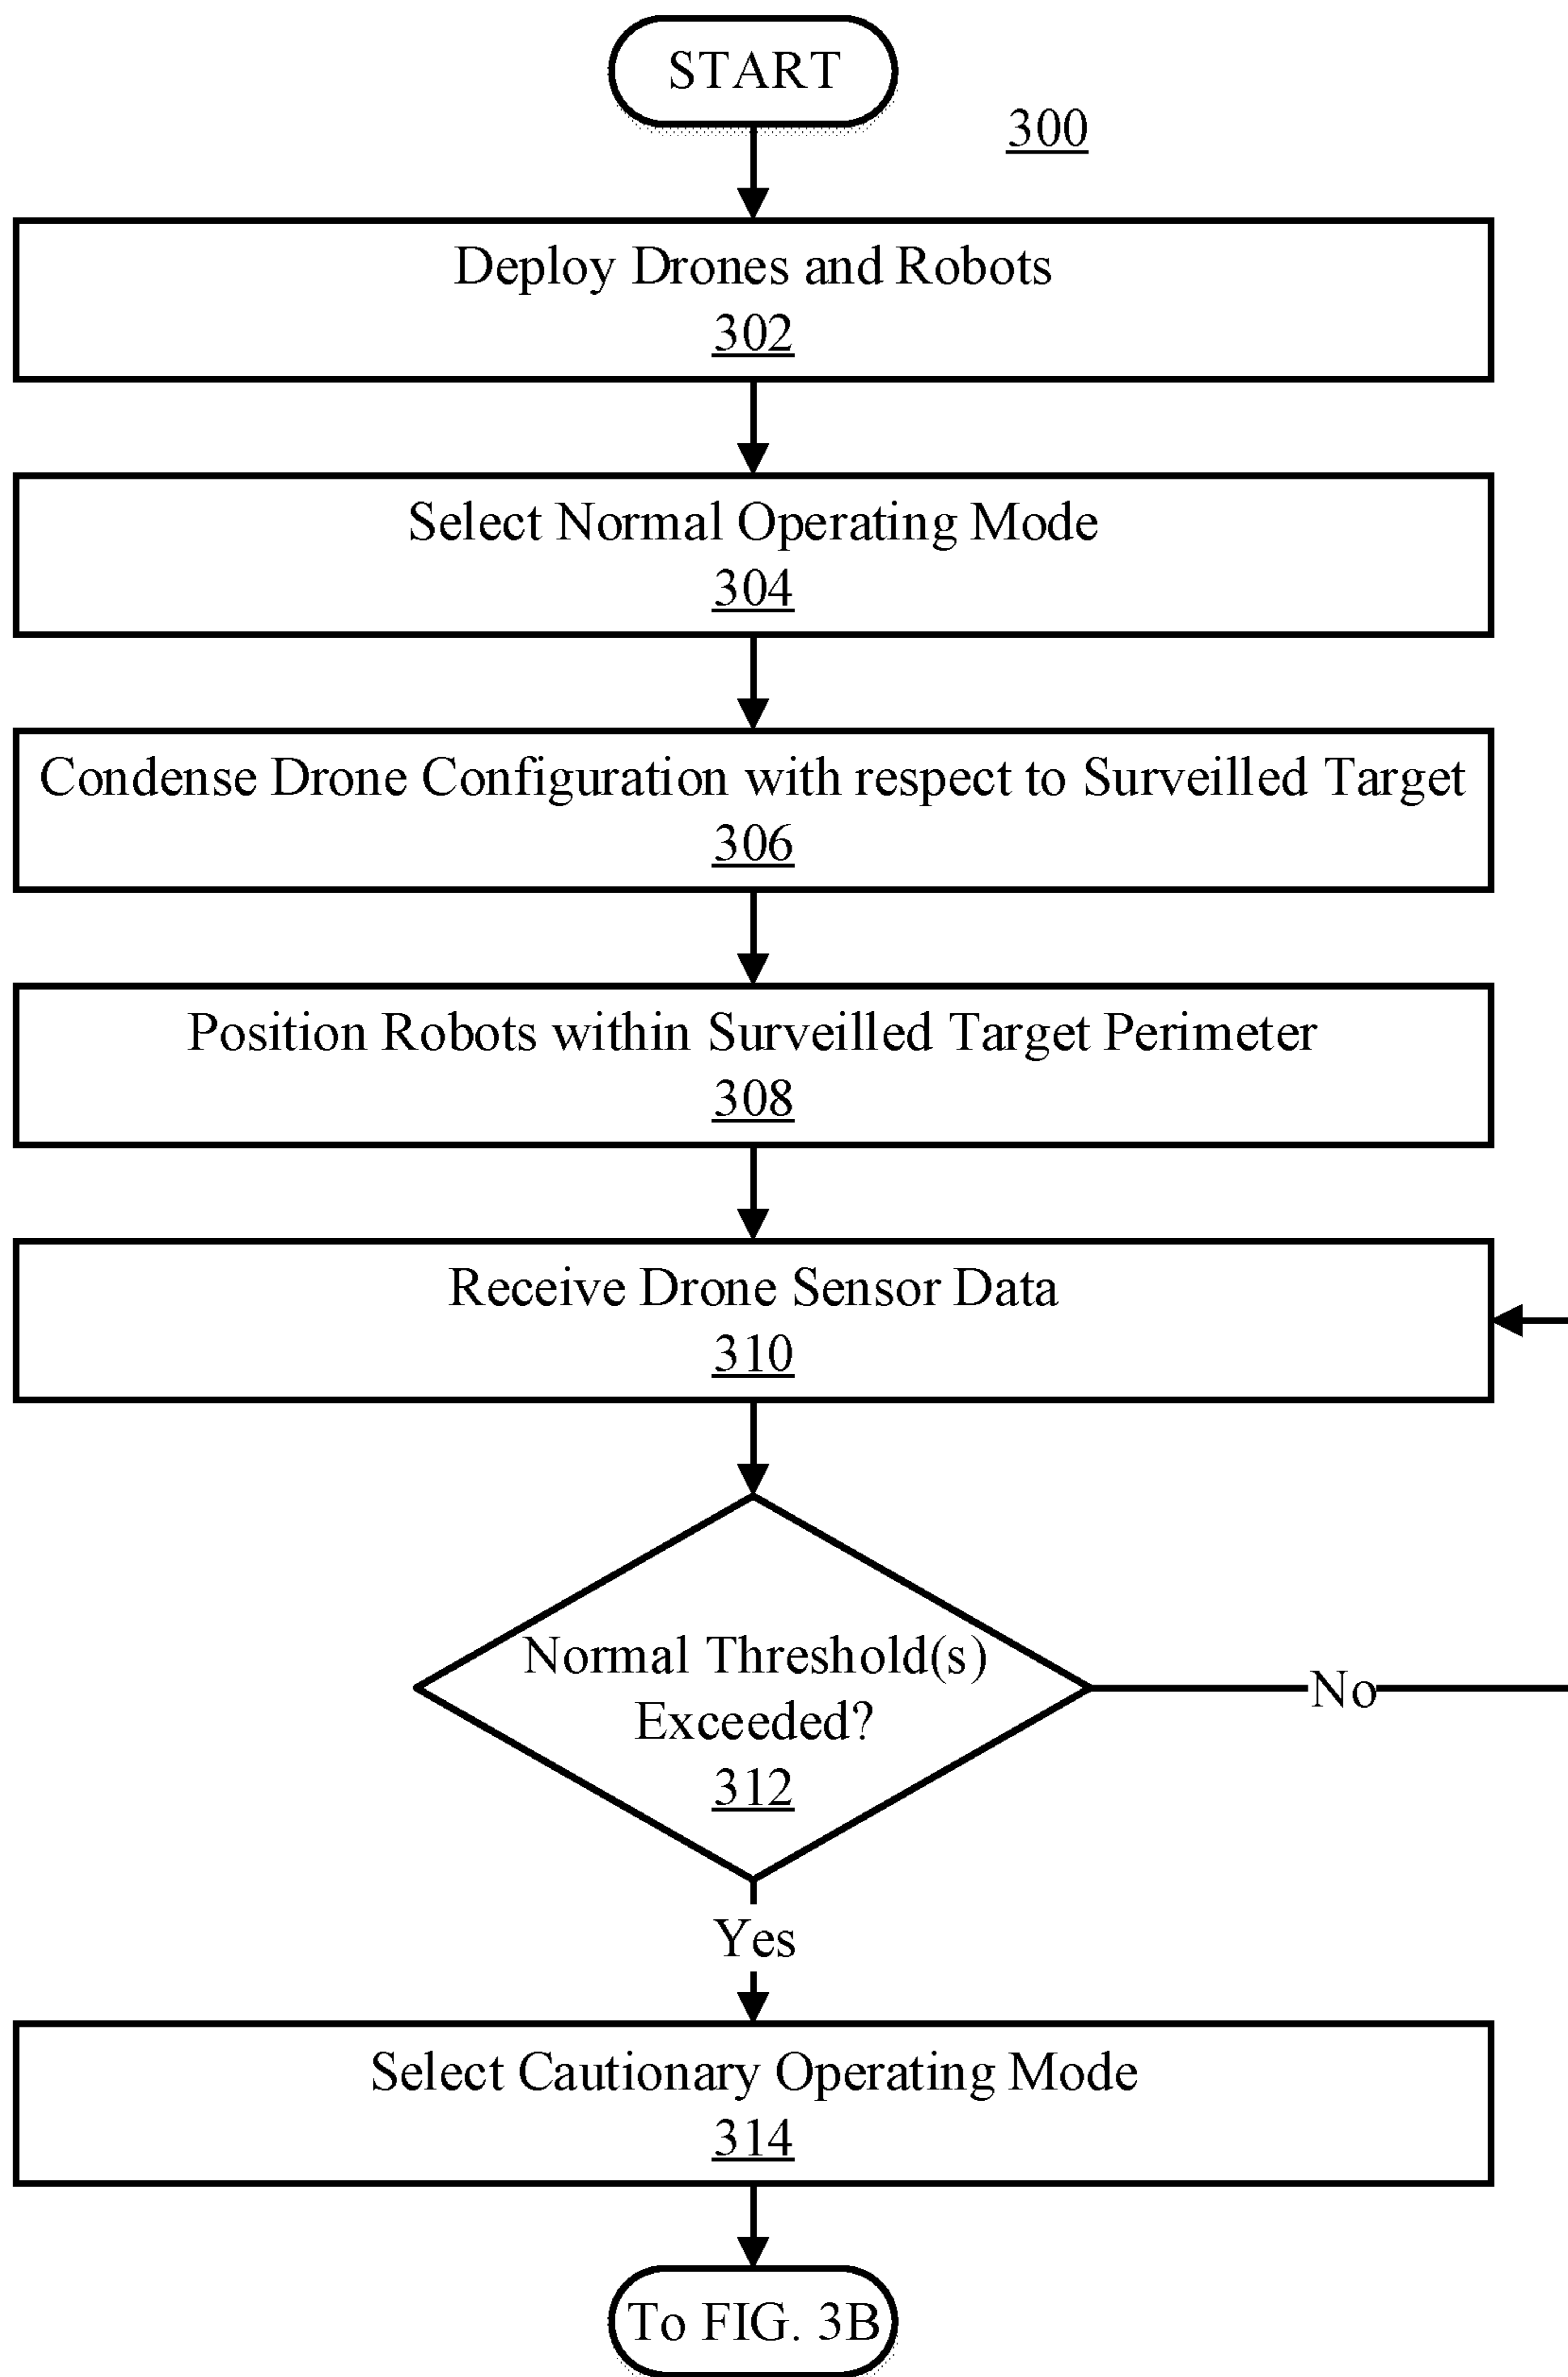 START
300
Deploy Drones and Robots
302
Select Normal Operating Mode
304
Condense Drone Configuration with respect to Surveilled Target
306
Position Robots within Surveilled Target Perimeter
308
Receive Drone Sensor Data
310
Normal Threshold(s)
Exceeded?
312
No
Yes
Select Cautionary Operating Mode
314
To FIG. 3B